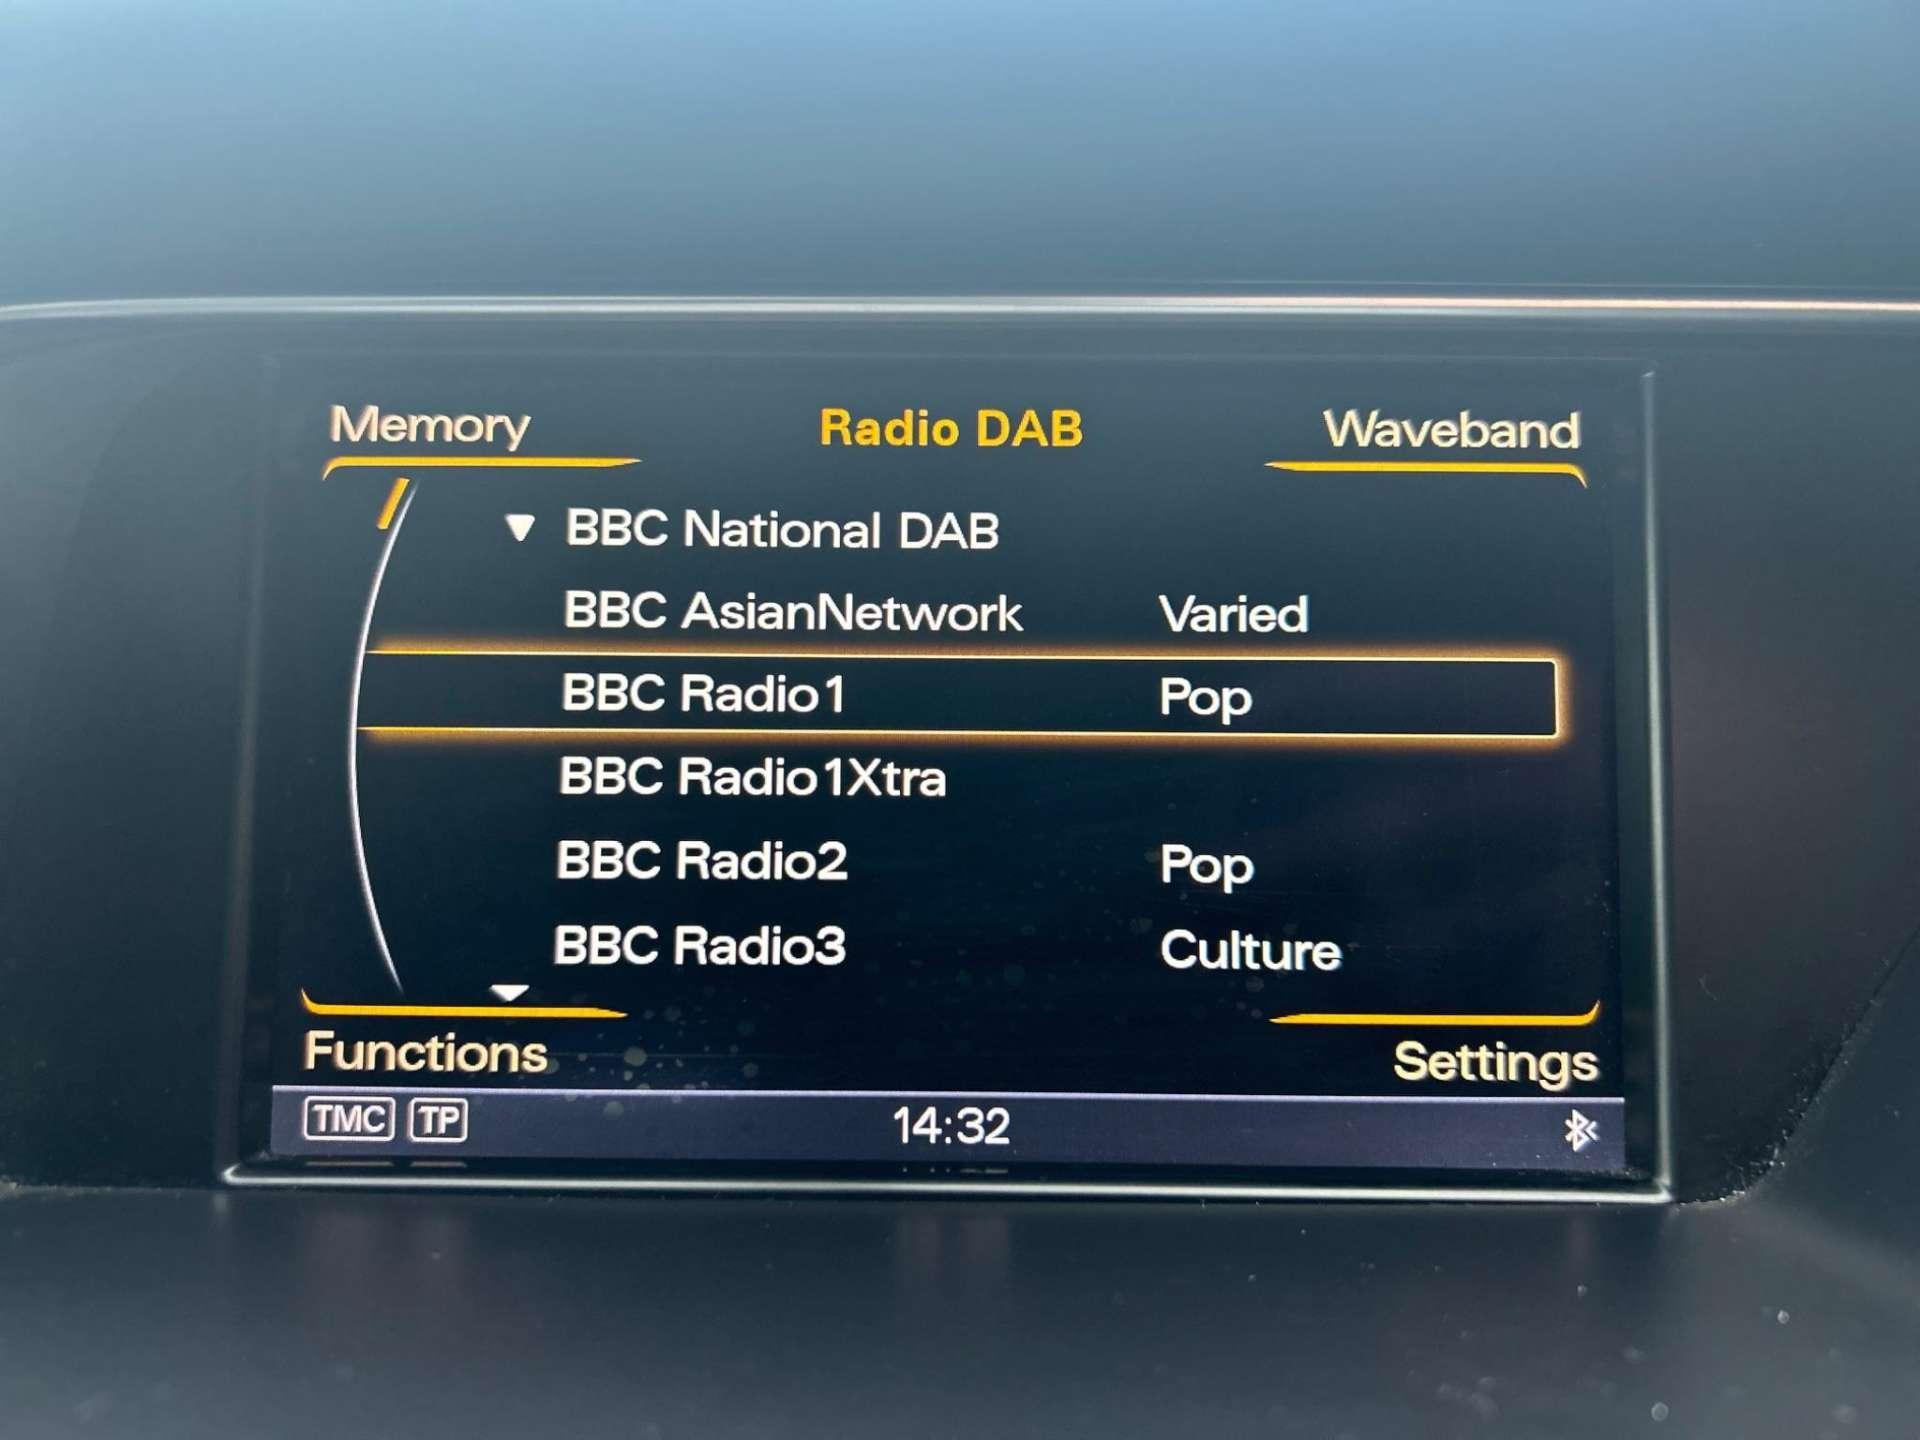 Memory Radio DAB Waveband
BBC National DAB
BBC AsianNetwork Varied
BBC Radio1 Pop
BBC Radio1Xtra
BBC Radio2 Pop
BBC Radio3 Culture
Functions Settings
TMC TP 14:32